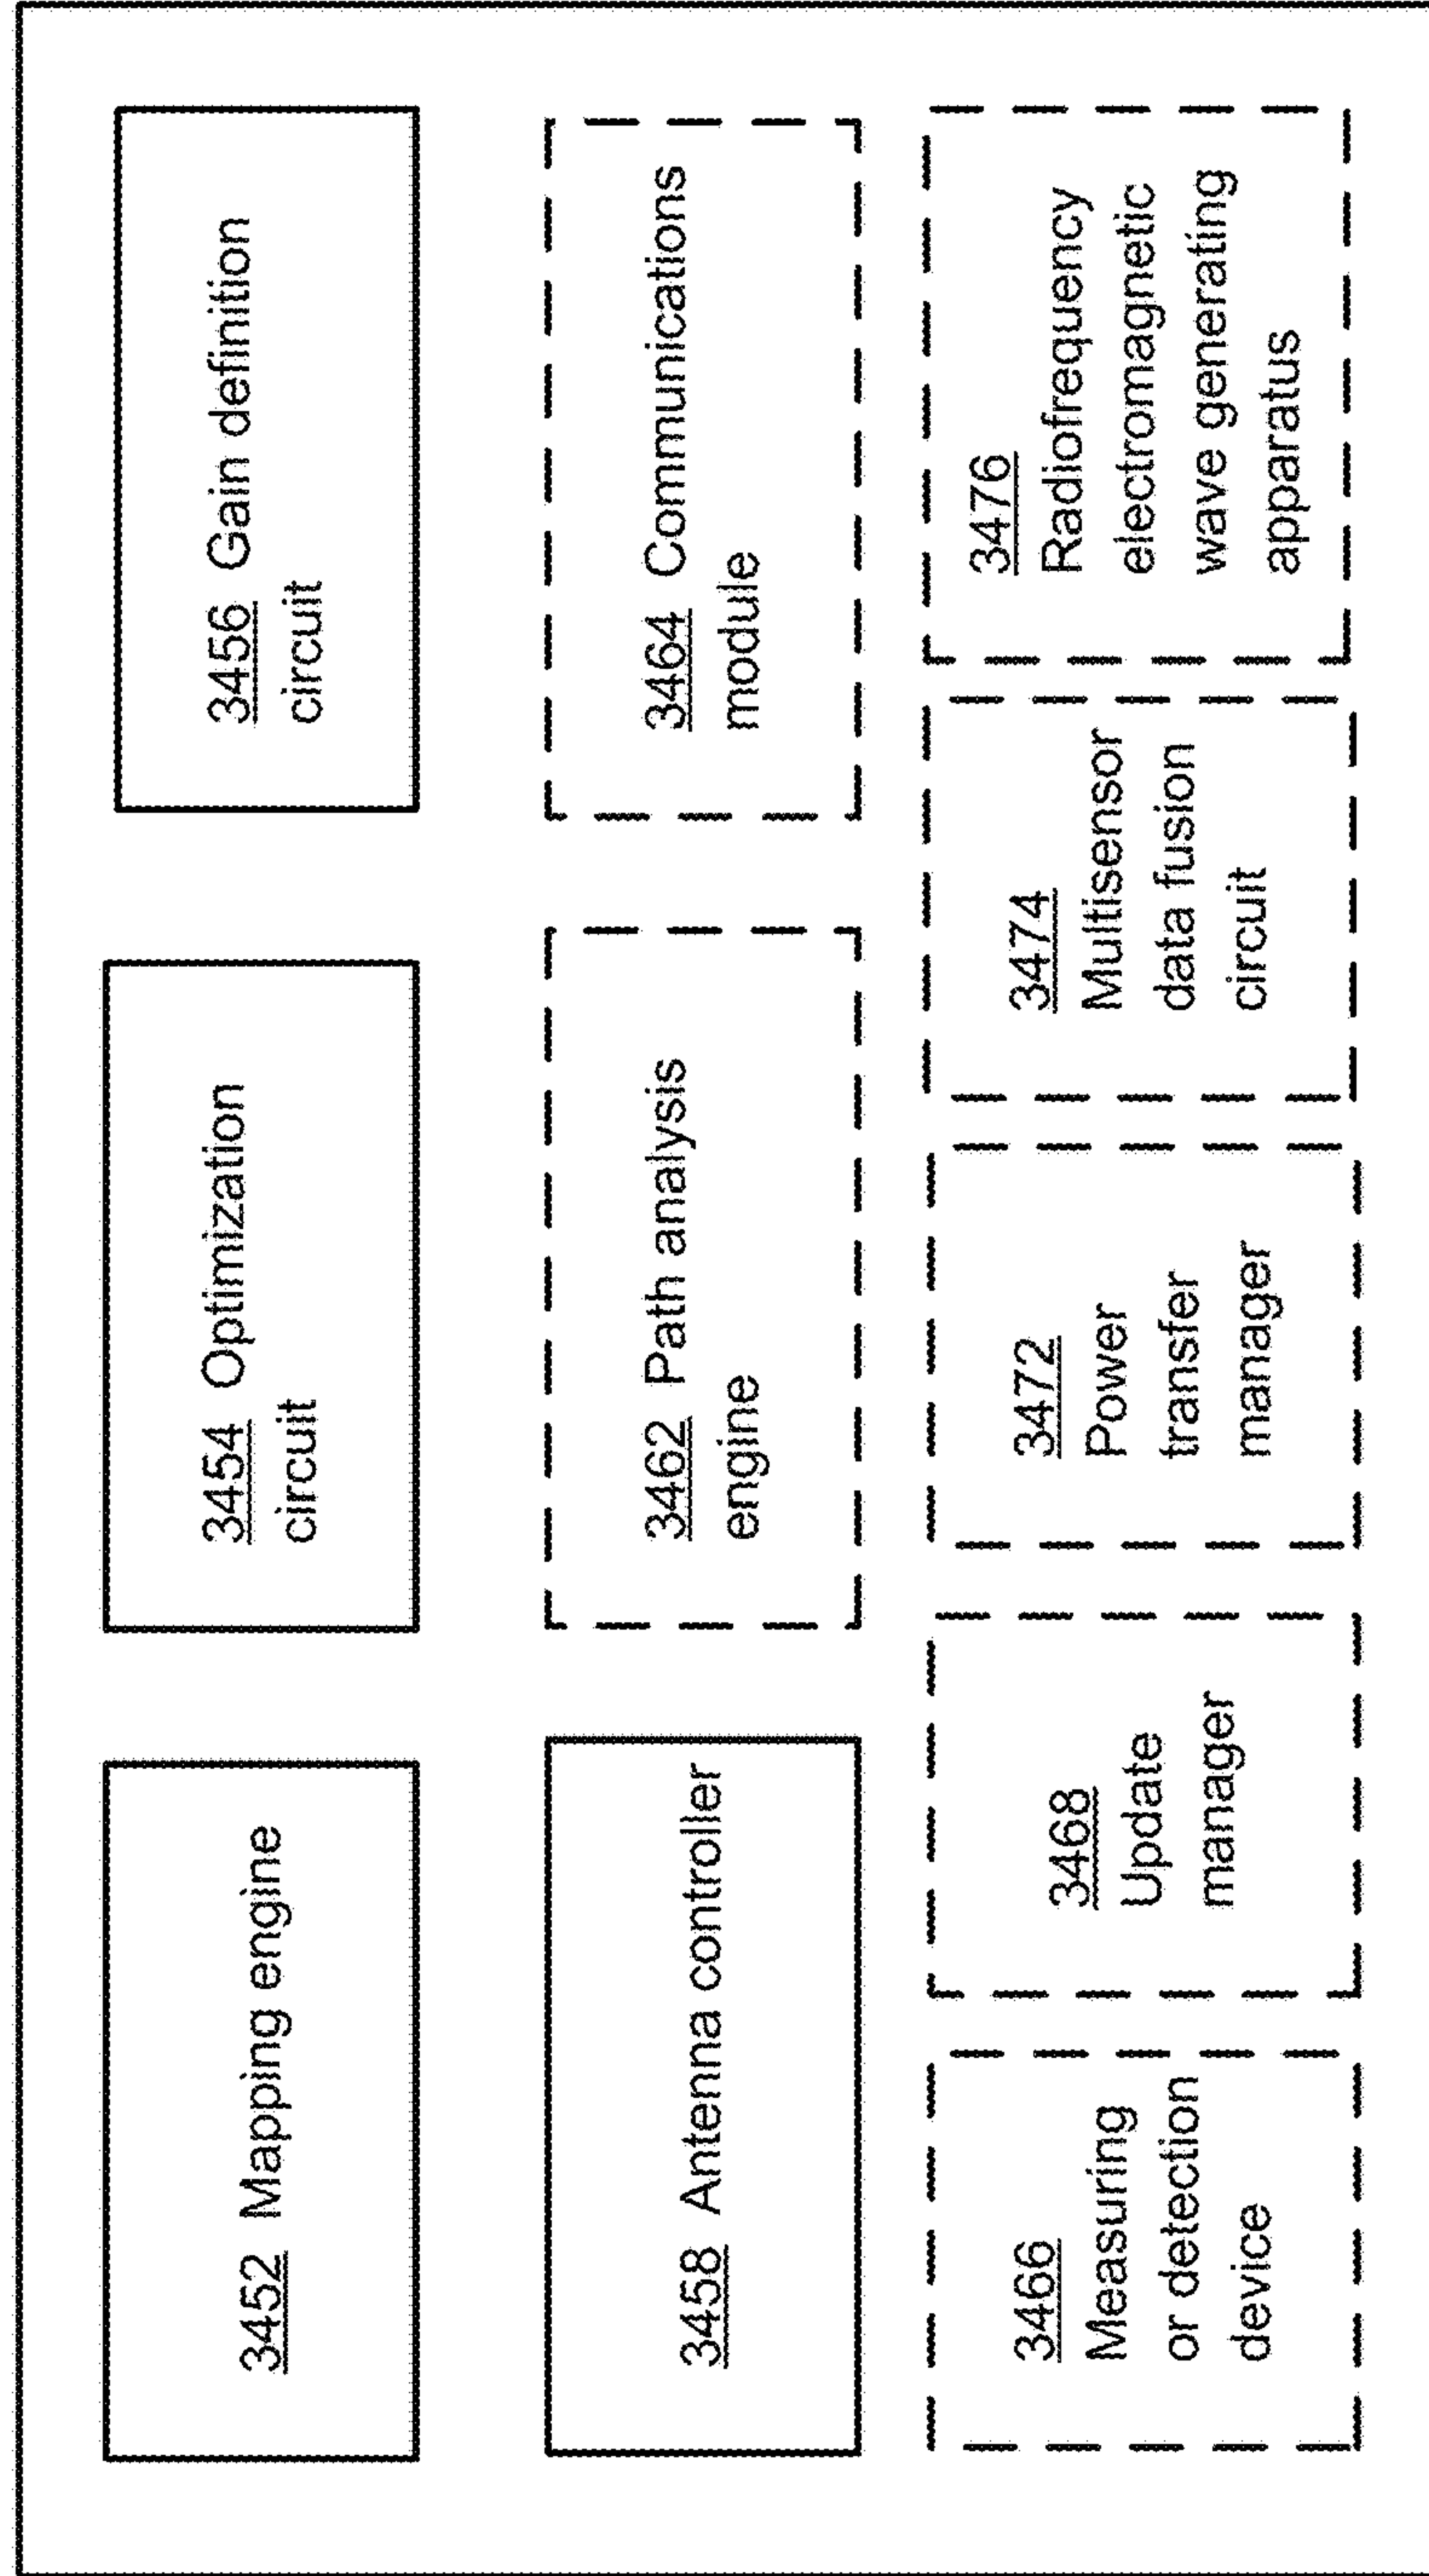 3452 Mapping engine
3454 Optimization
circuit
3456 Gain definition
circuit
3458 Antenna controller
3462 Path analysis
engine
3464 Communications
module
3466
Measuring
or detection
device
3468
Update
manager
3472
Power
transfer
manager
3474
Multisensor
data fusion
circuit
3476
Radiofrequency
electromagnetic
wave generating
apparatus